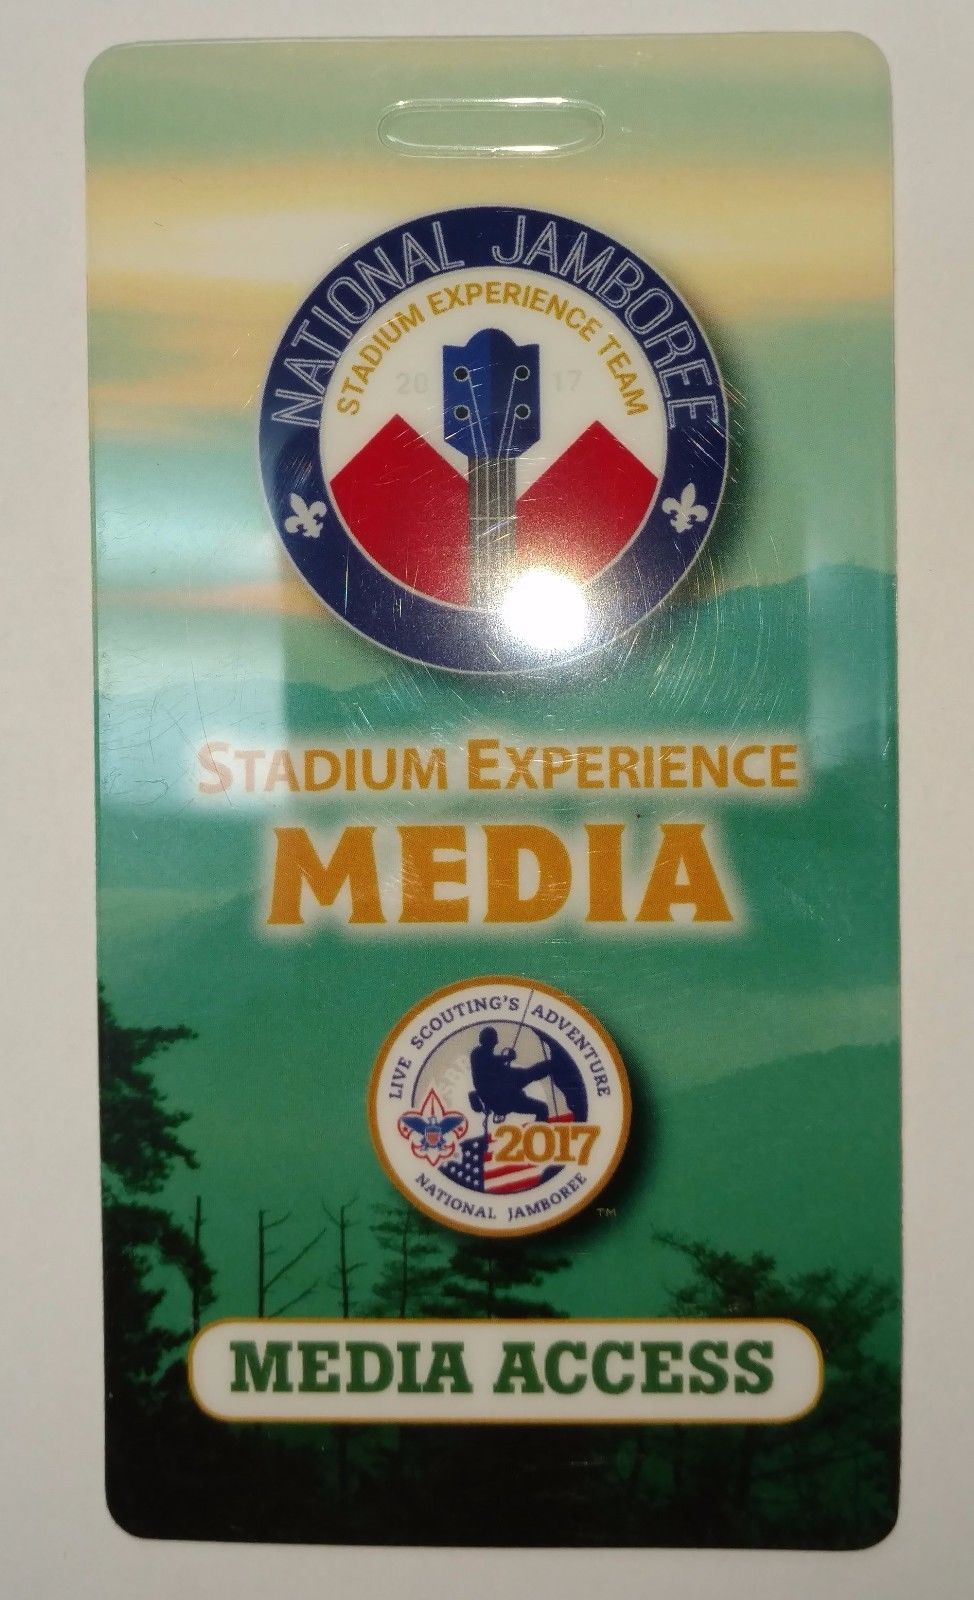 NATIONAL JAMBOREE
STADIUM EXPERIENCE TEAM
20 17
STADIUM EXPERIENCE
MEDIA
LIVE SCOUTING'S ADVENTURE
2017
NATIONAL JAMBOREE
TM
MEDIA ACCESS